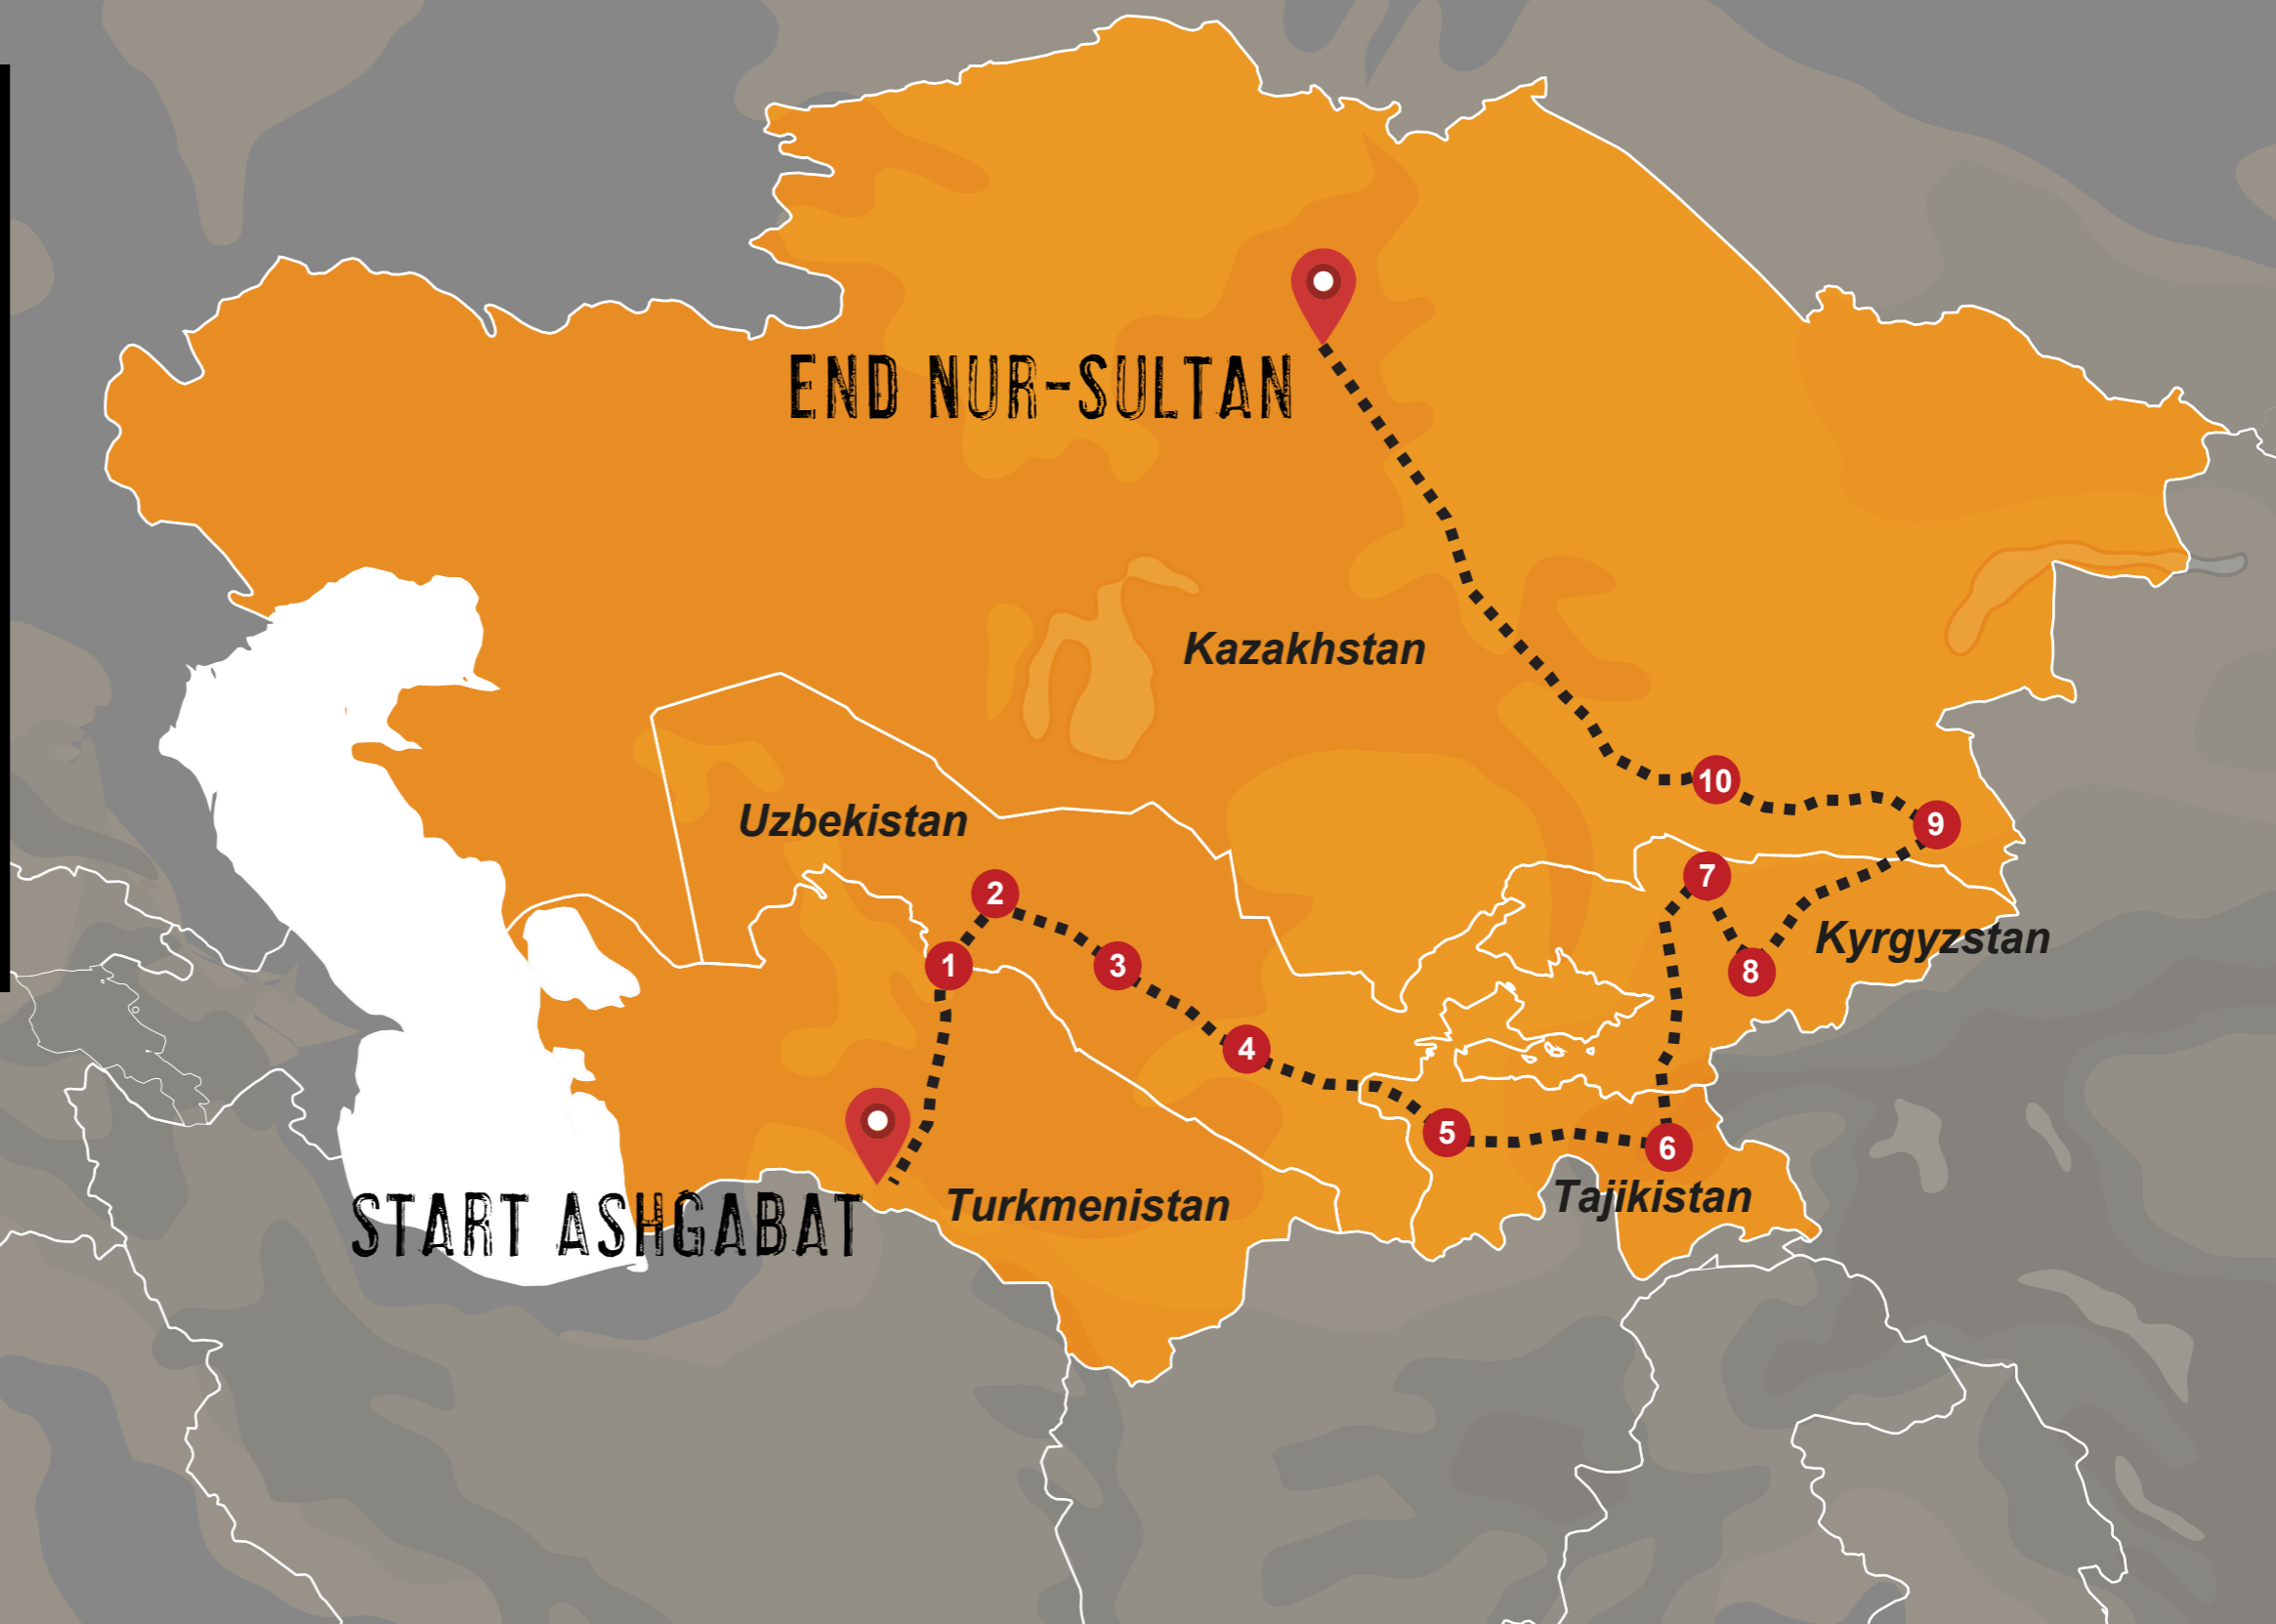 END NUR-SULTAN
Kazakhstan
10
Uzbekistan
9
7
2
Kyrgyzstan
1
3
8
4
5
6
START ASHGABAT
Turkmenistan
Tajikistan